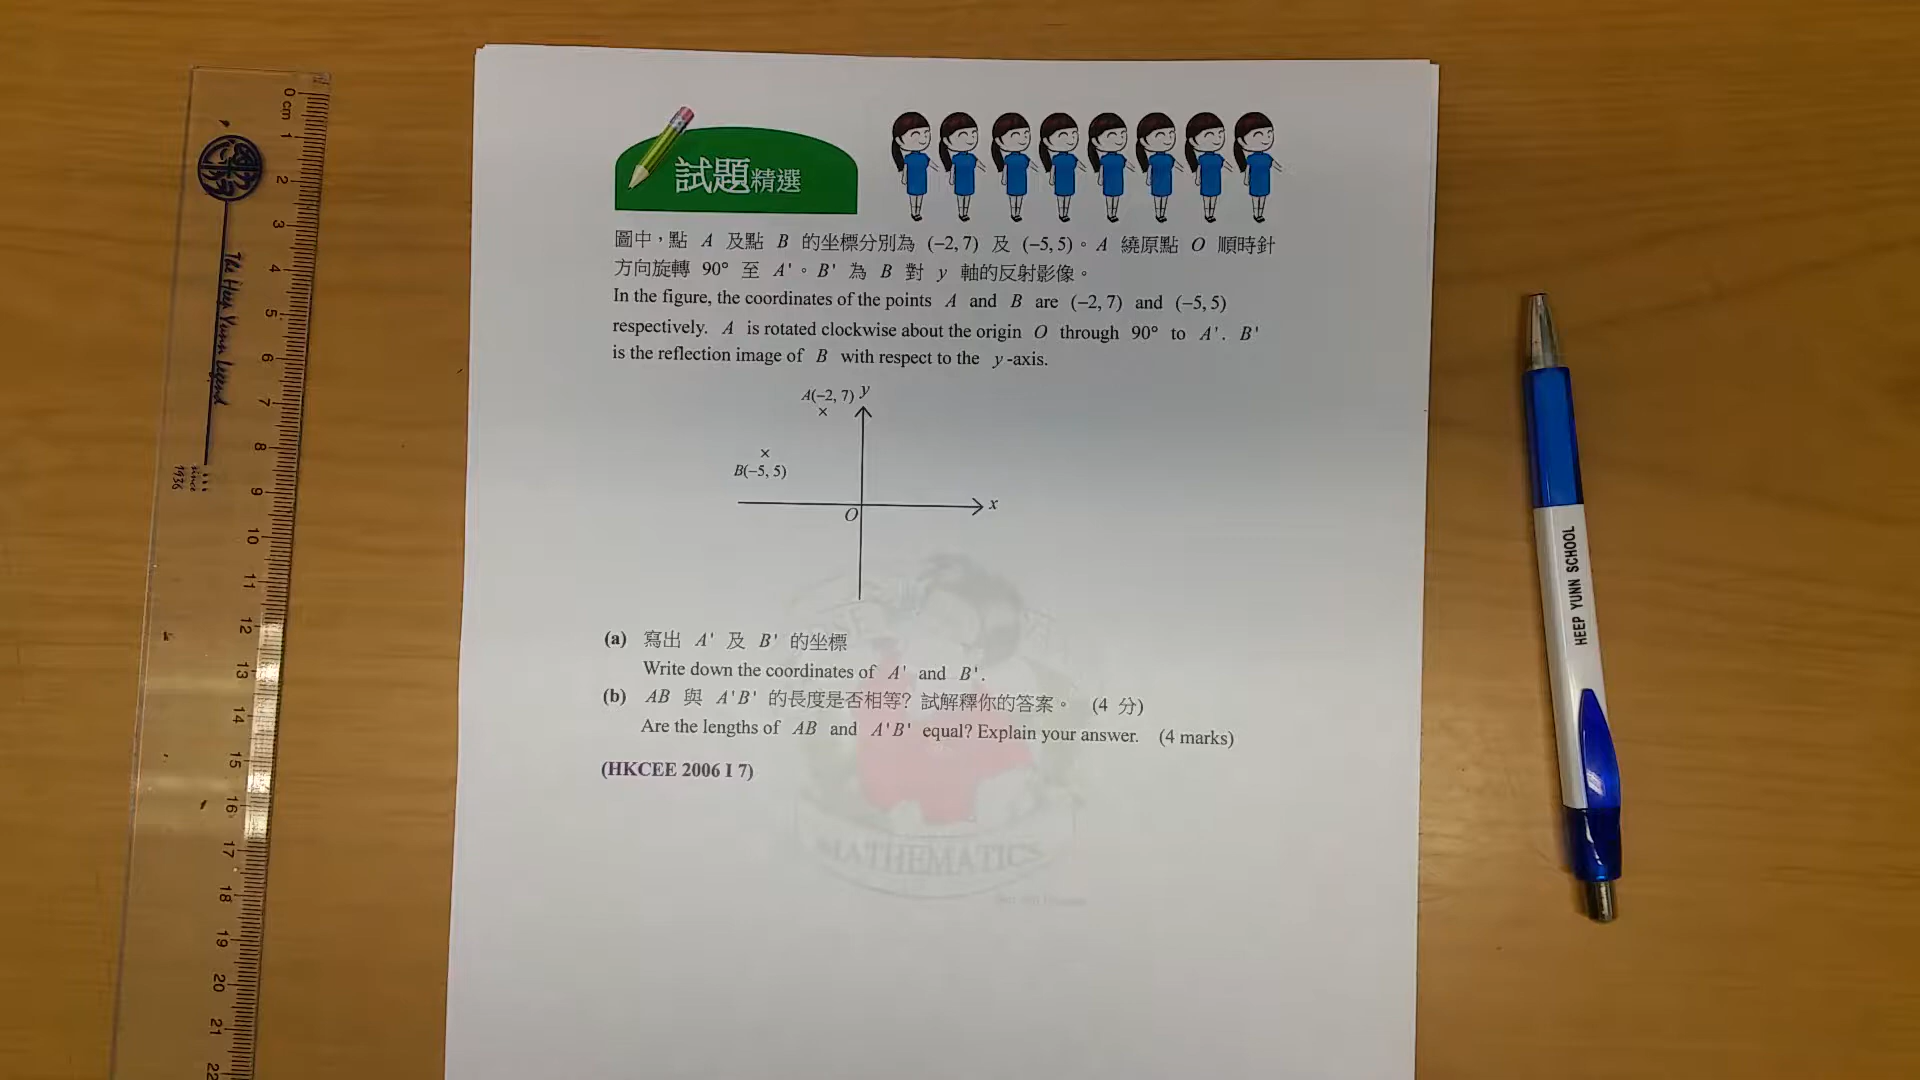 試題精選
圖中，點 A 及點 B 的坐標分別為 (−2, 7) 及 (−5, 5)。A 繞原點 O 順時針
方向旋轉 90° 至 A'。B' 為 B 對 y 軸的反射影像。
In the figure, the coordinates of the points A and B are (−2, 7) and (−5, 5)
respectively. A is rotated clockwise about the origin O through 90° to A'. B'
is the reflection image of B with respect to the y-axis.
A(−2, 7) y
B(−5, 5)
x
O
(a) 寫出 A' 及 B' 的坐標
Write down the coordinates of A' and B'.
(b) AB 與 A'B' 的長度是否相等? 試解釋你的答案。 (4 分)
Are the lengths of AB and A'B' equal? Explain your answer. (4 marks)
(HKCEE 2006 I 7)
MATHEMATICS
0 cm 1 2 3 4 5 6 7 8 9 10 11 12 13 14 15 16 17 18 19 20 21 22
The Heep Yunn Legend
since
1936
HEEP YUNN SCHOOL